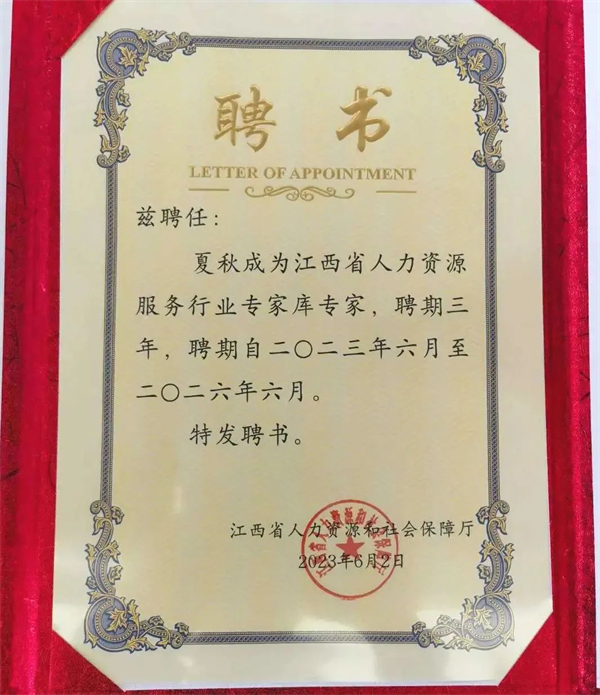 聘书
LETTER OF APPOINTMENT
兹聘任：
夏秋成为江西省人力资源
服务行业专家库专家，聘期三
年，聘期自二〇二三年六月至
二〇二六年六月。
特发聘书。
江西省人力资源和社会保障厅
2023年6月2日